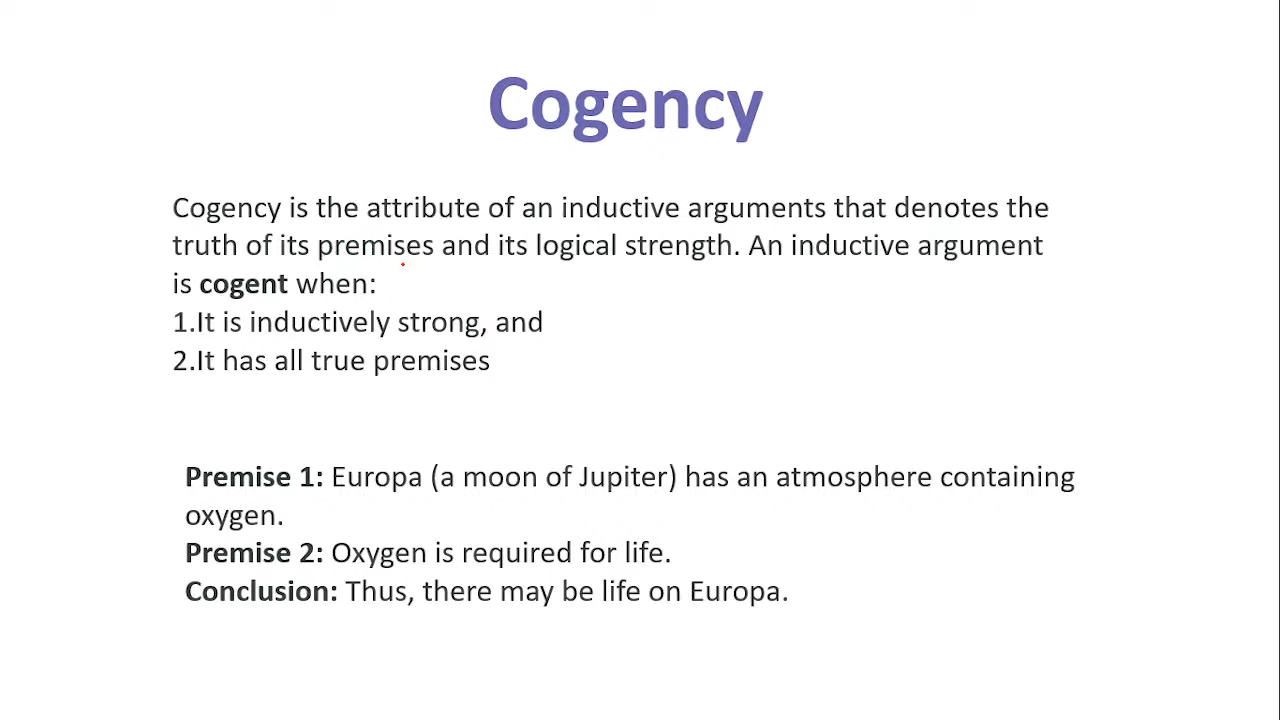 Cogency
Cogency is the attribute of an inductive arguments that denotes the
truth of its premises and its logical strength. An inductive argument
is cogent when:
1.It is inductively strong, and
2.It has all true premises
Premise 1: Europa (a moon of Jupiter) has an atmosphere containing
oxygen.
Premise 2: Oxygen is required for life.
Conclusion: Thus, there may be life on Europa.